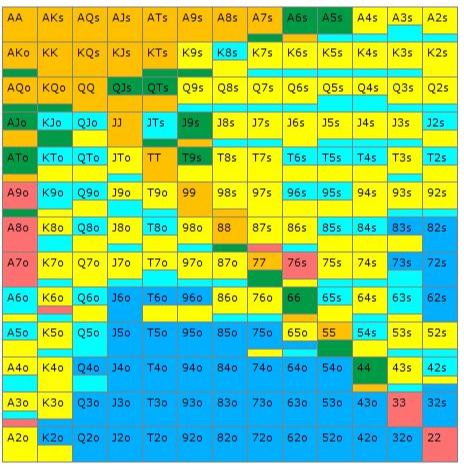 AA AKs AQs AJs ATs A9s A8s A7s A6s A5s A4s A3s A2s
AKo KK KQs KJs KTs K9s K8s K7s K6s K5s K4s K3s K2s
AQo KQo QQ QJs QTs Q9s Q8s Q7s Q6s Q5s Q4s Q3s Q2s
AJo KJo QJo JJ JTs J9s J8s J7s J6s J5s J4s J3s J2s
ATo KTo QTo JTo TT T9s T8s T7s T6s T5s T4s T3s T2s
A9o K9o Q9o J9o T9o 99 98s 97s 96s 95s 94s 93s 92s
A8o K8o Q8o J8o T8o 98o 88 87s 86s 85s 84s 83s 82s
A7o K7o Q7o J7o T7o 97o 87o 77 76s 75s 74s 73s 72s
A6o K6o Q6o J6o T6o 96o 86o 76o 66 65s 64s 63s 62s
A5o K5o Q5o J5o T5o 95o 85o 75o 65o 55 54s 53s 52s
A4o K4o Q4o J4o T4o 94o 84o 74o 64o 54o 44 43s 42s
A3o K3o Q3o J3o T3o 93o 83o 73o 63o 53o 43o 33 32s
A2o K2o Q2o J2o T2o 92o 82o 72o 62o 52o 42o 32o 22